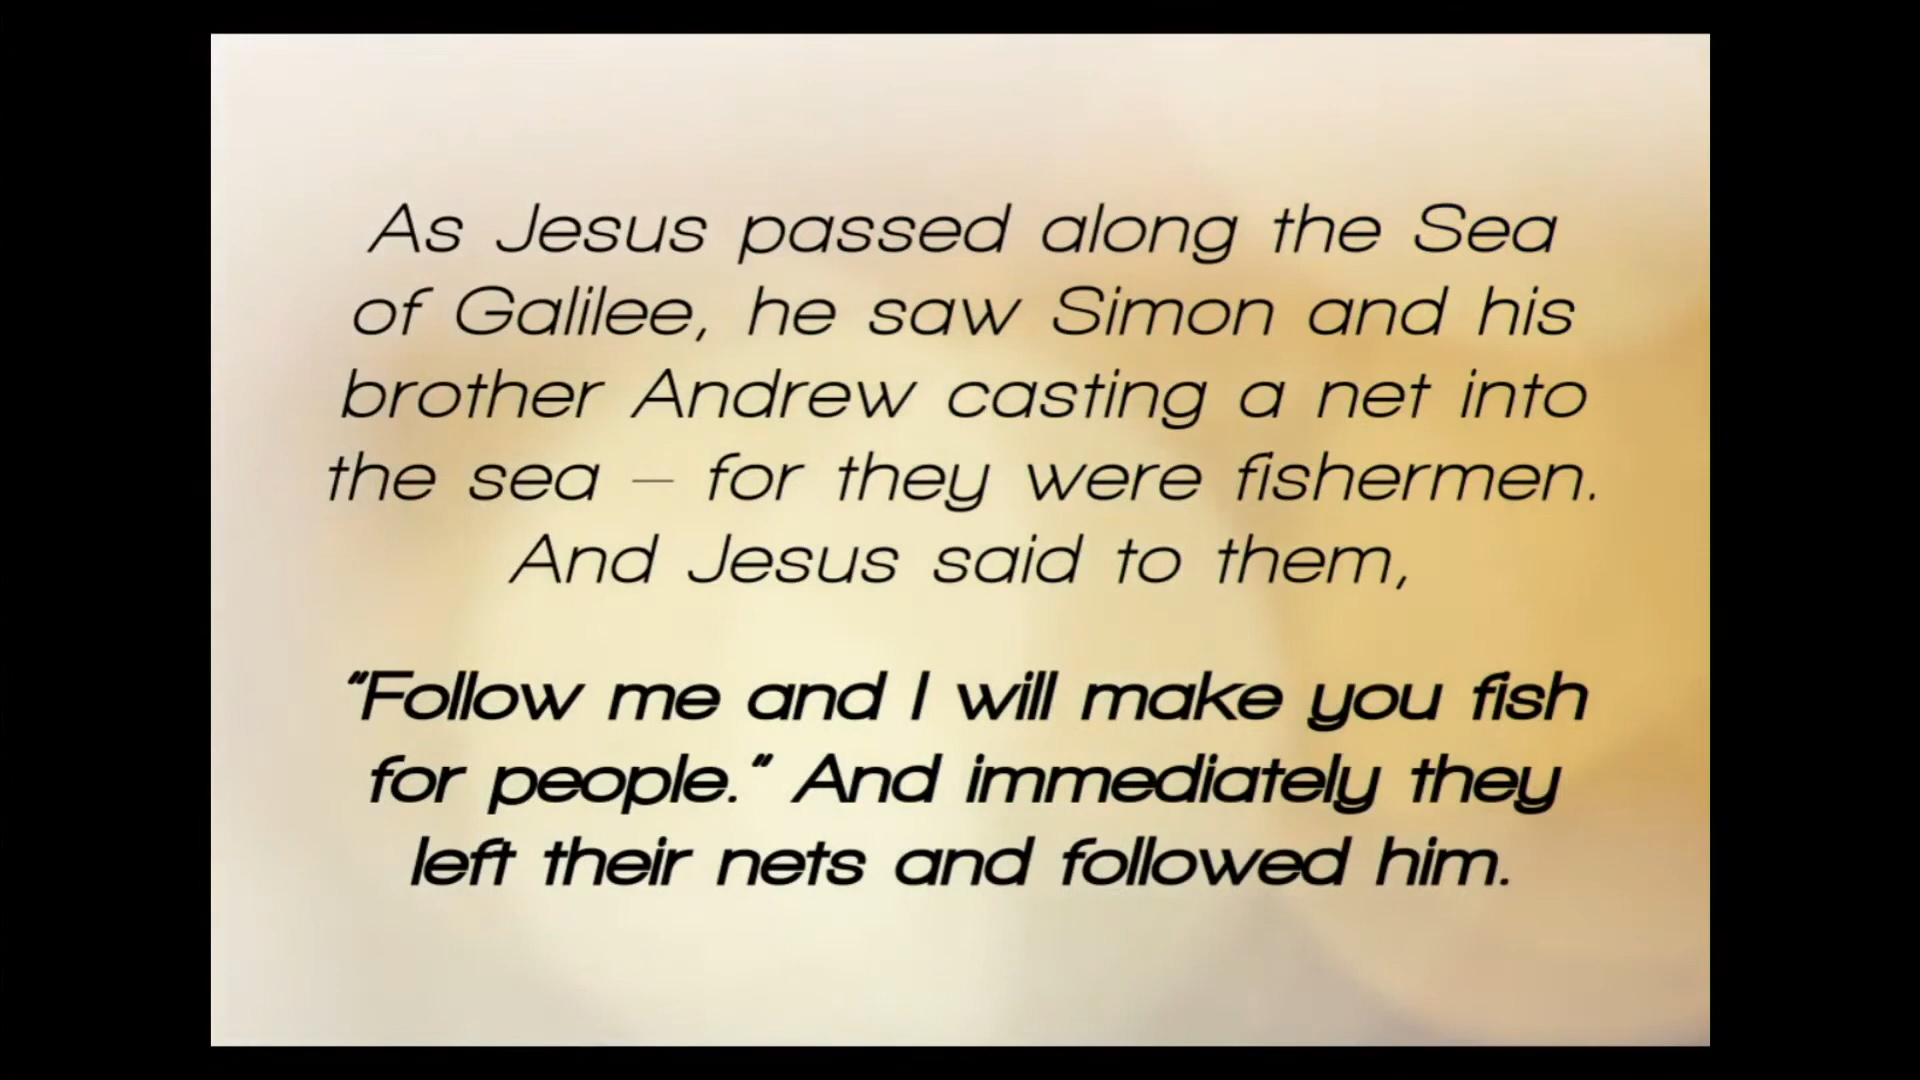 As Jesus passed along the Sea
of Galilee, he saw Simon and his
brother Andrew casting a net into
the sea – for they were fishermen.
And Jesus said to them,
“Follow me and I will make you fish
for people.” And immediately they
left their nets and followed him.